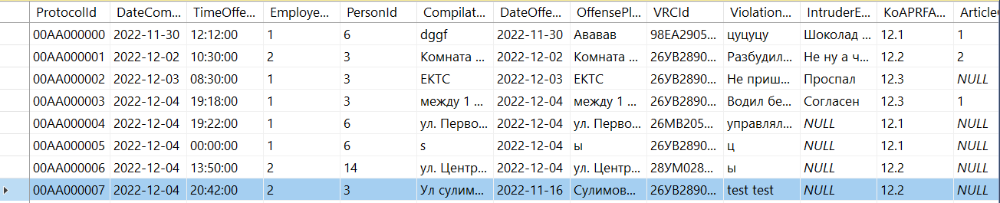 ProtocolId DateCom... TimeOffe... Employe... PersonId Compilat... DateOffe... OffensePl... VRCId Violation... IntruderE... KoAPRFA... Article
00AA000000 2022-11-30 12:12:00 1 6 dggf 2022-11-30 Ававав 98EA2905... цуцуцу Шоколад ... 12.1 1
00AA000001 2022-12-02 10:30:00 2 3 Комната ... 2022-12-02 Комната ... 26УВ2890... Разбудил... Не ну а ч... 12.2 2
00AA000002 2022-12-03 08:30:00 1 3 ЕКТС 2022-12-03 ЕКТС 26УВ2890... Не приш... Проспал 12.3 NULL
00AA000003 2022-12-04 19:18:00 1 3 между 1 ... 2022-12-04 между 1 ... 26УВ2890... Водил бе... Согласен 12.3 1
00AA000004 2022-12-04 19:22:00 1 6 ул. Перво... 2022-12-04 ул. Перво... 26МВ205... управлял... NULL 12.1 NULL
00AA000005 2022-12-04 00:00:00 1 6 s 2022-12-04 ы 26УВ2890... ц NULL 12.1 NULL
00AA000006 2022-12-04 13:50:00 2 14 ул. Центр... 2022-12-04 ул. Центр... 28УМ028... ы NULL 12.2 NULL
00AA000007 2022-12-04 20:42:00 2 3 Ул сулим... 2022-11-16 Сулимов... 26УВ2890... test test NULL 12.2 NULL